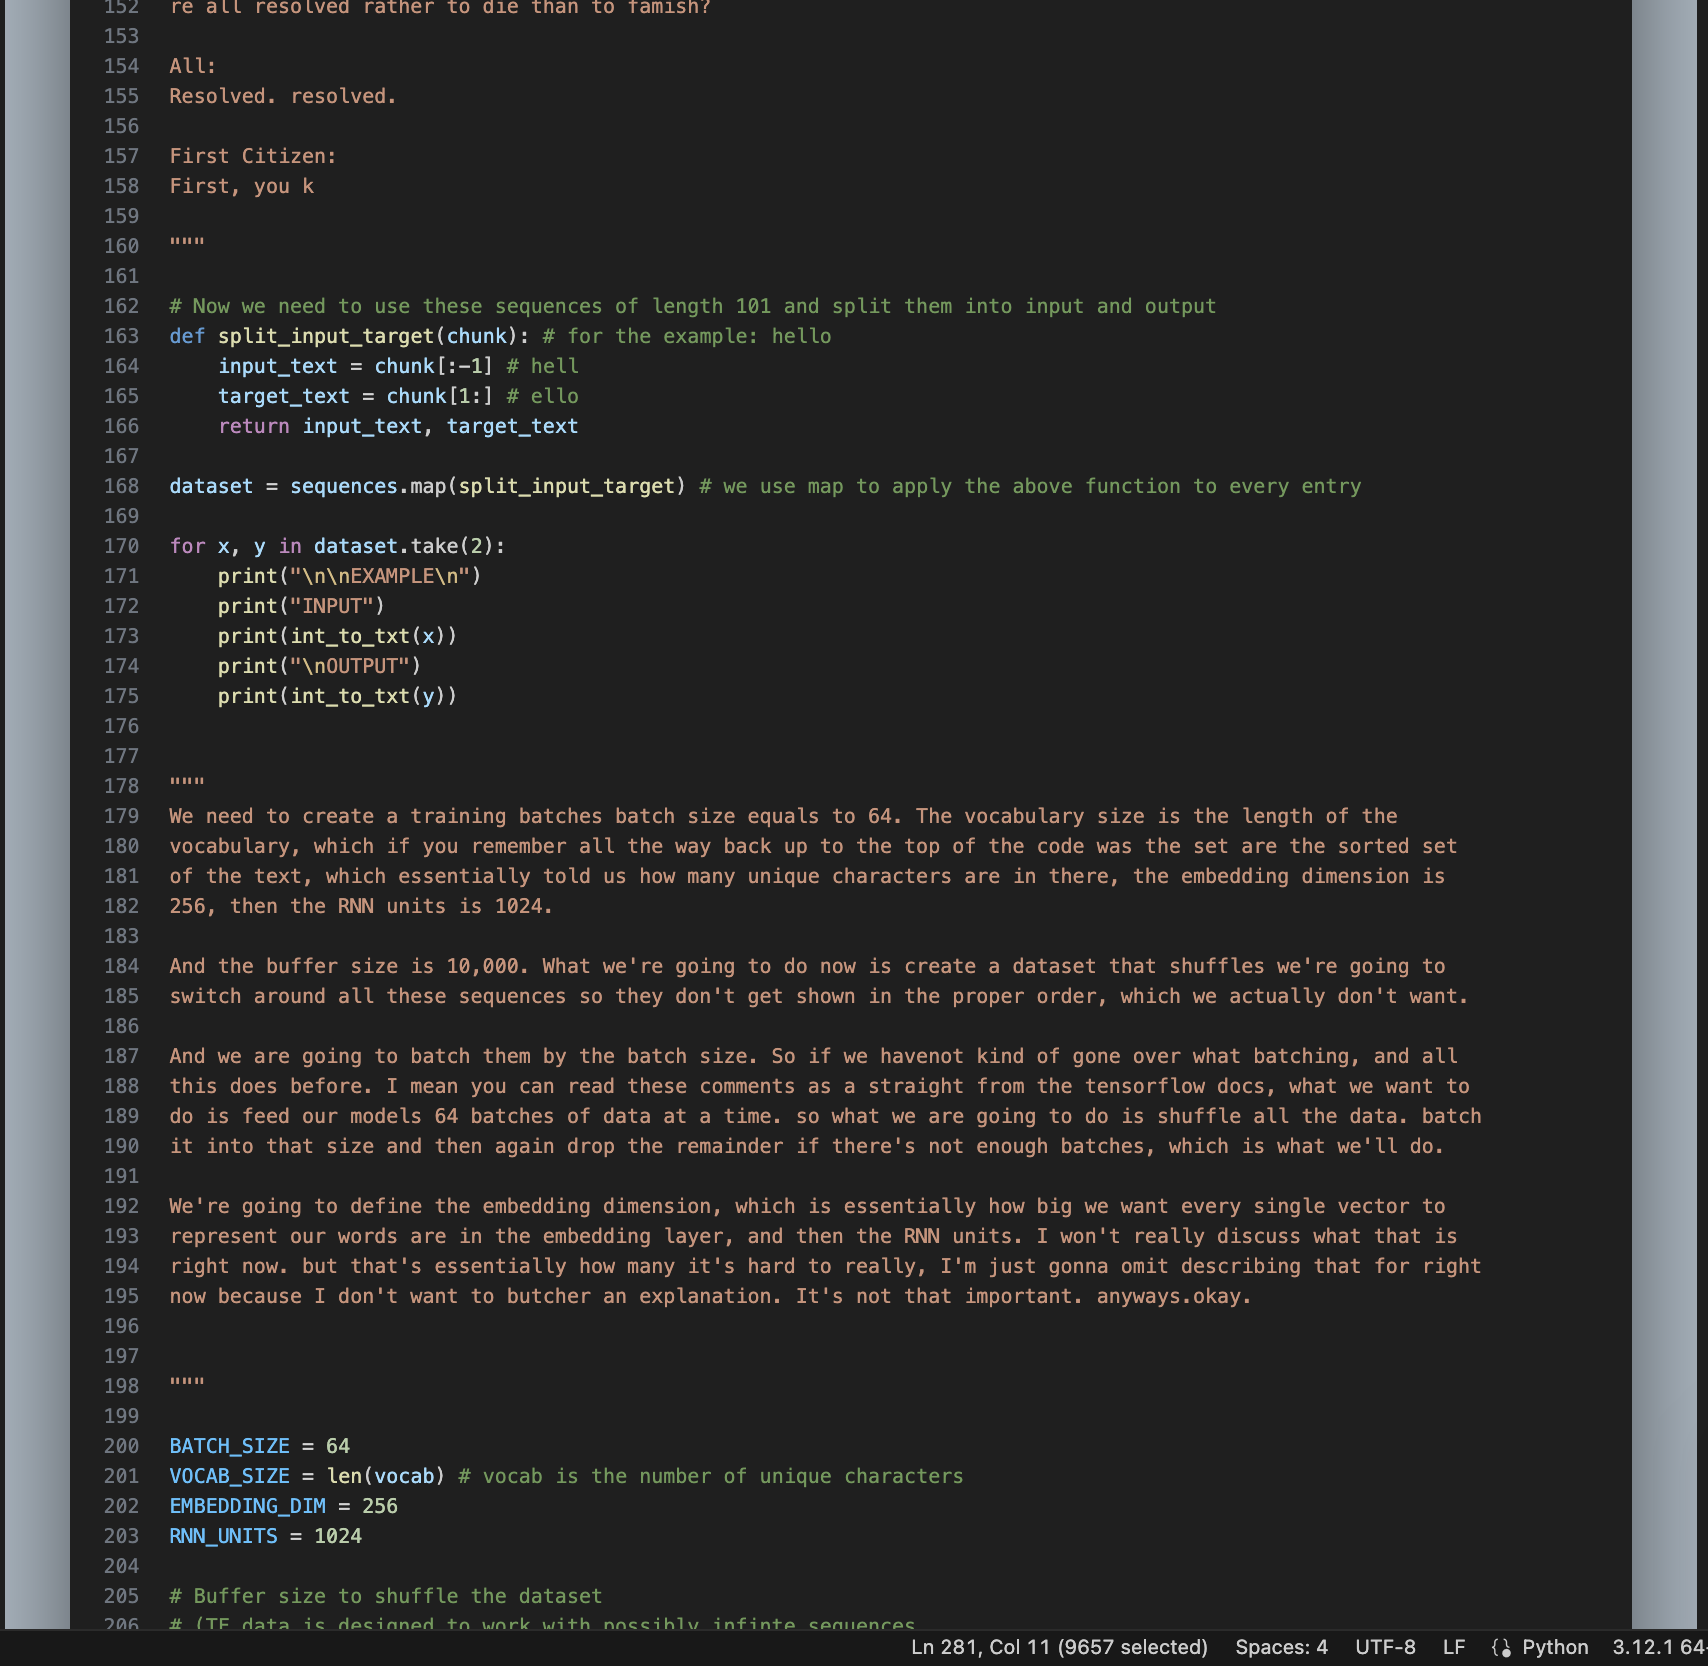 152 re all resolved rather to die than to famish?
153
154 All:
155 Resolved. resolved.
156
157 First Citizen:
158 First, you k
159
160 """
161
162 # Now we need to use these sequences of length 101 and split them into input and output
163 def split_input_target(chunk): # for the example: hello
164     input_text = chunk[:-1] # hell
165     target_text = chunk[1:] # ello
166     return input_text, target_text
167
168 dataset = sequences.map(split_input_target) # we use map to apply the above function to every entry
169
170 for x, y in dataset.take(2):
171     print("\n\nEXAMPLE\n")
172     print("INPUT")
173     print(int_to_txt(x))
174     print("\nOUTPUT")
175     print(int_to_txt(y))
176
177
178 """
179 We need to create a training batches batch size equals to 64. The vocabulary size is the length of the
180 vocabulary, which if you remember all the way back up to the top of the code was the set are the sorted set
181 of the text, which essentially told us how many unique characters are in there, the embedding dimension is
182 256, then the RNN units is 1024.
183
184 And the buffer size is 10,000. What we're going to do now is create a dataset that shuffles we're going to
185 switch around all these sequences so they don't get shown in the proper order, which we actually don't want.
186
187 And we are going to batch them by the batch size. So if we havenot kind of gone over what batching, and all
188 this does before. I mean you can read these comments as a straight from the tensorflow docs, what we want to
189 do is feed our models 64 batches of data at a time. so what we are going to do is shuffle all the data. batch
190 it into that size and then again drop the remainder if there's not enough batches, which is what we'll do.
191
192 We're going to define the embedding dimension, which is essentially how big we want every single vector to
193 represent our words are in the embedding layer, and then the RNN units. I won't really discuss what that is
194 right now. but that's essentially how many it's hard to really, I'm just gonna omit describing that for right
195 now because I don't want to butcher an explanation. It's not that important. anyways.okay.
196
197
198 """
199
200 BATCH_SIZE = 64
201 VOCAB_SIZE = len(vocab) # vocab is the number of unique characters
202 EMBEDDING_DIM = 256
203 RNN_UNITS = 1024
204
205 # Buffer size to shuffle the dataset
206 # (TF data is designed to work with possibly infinte sequences
Ln 281, Col 11 (9657 selected) Spaces: 4 UTF-8 LF Python 3.12.1 64-